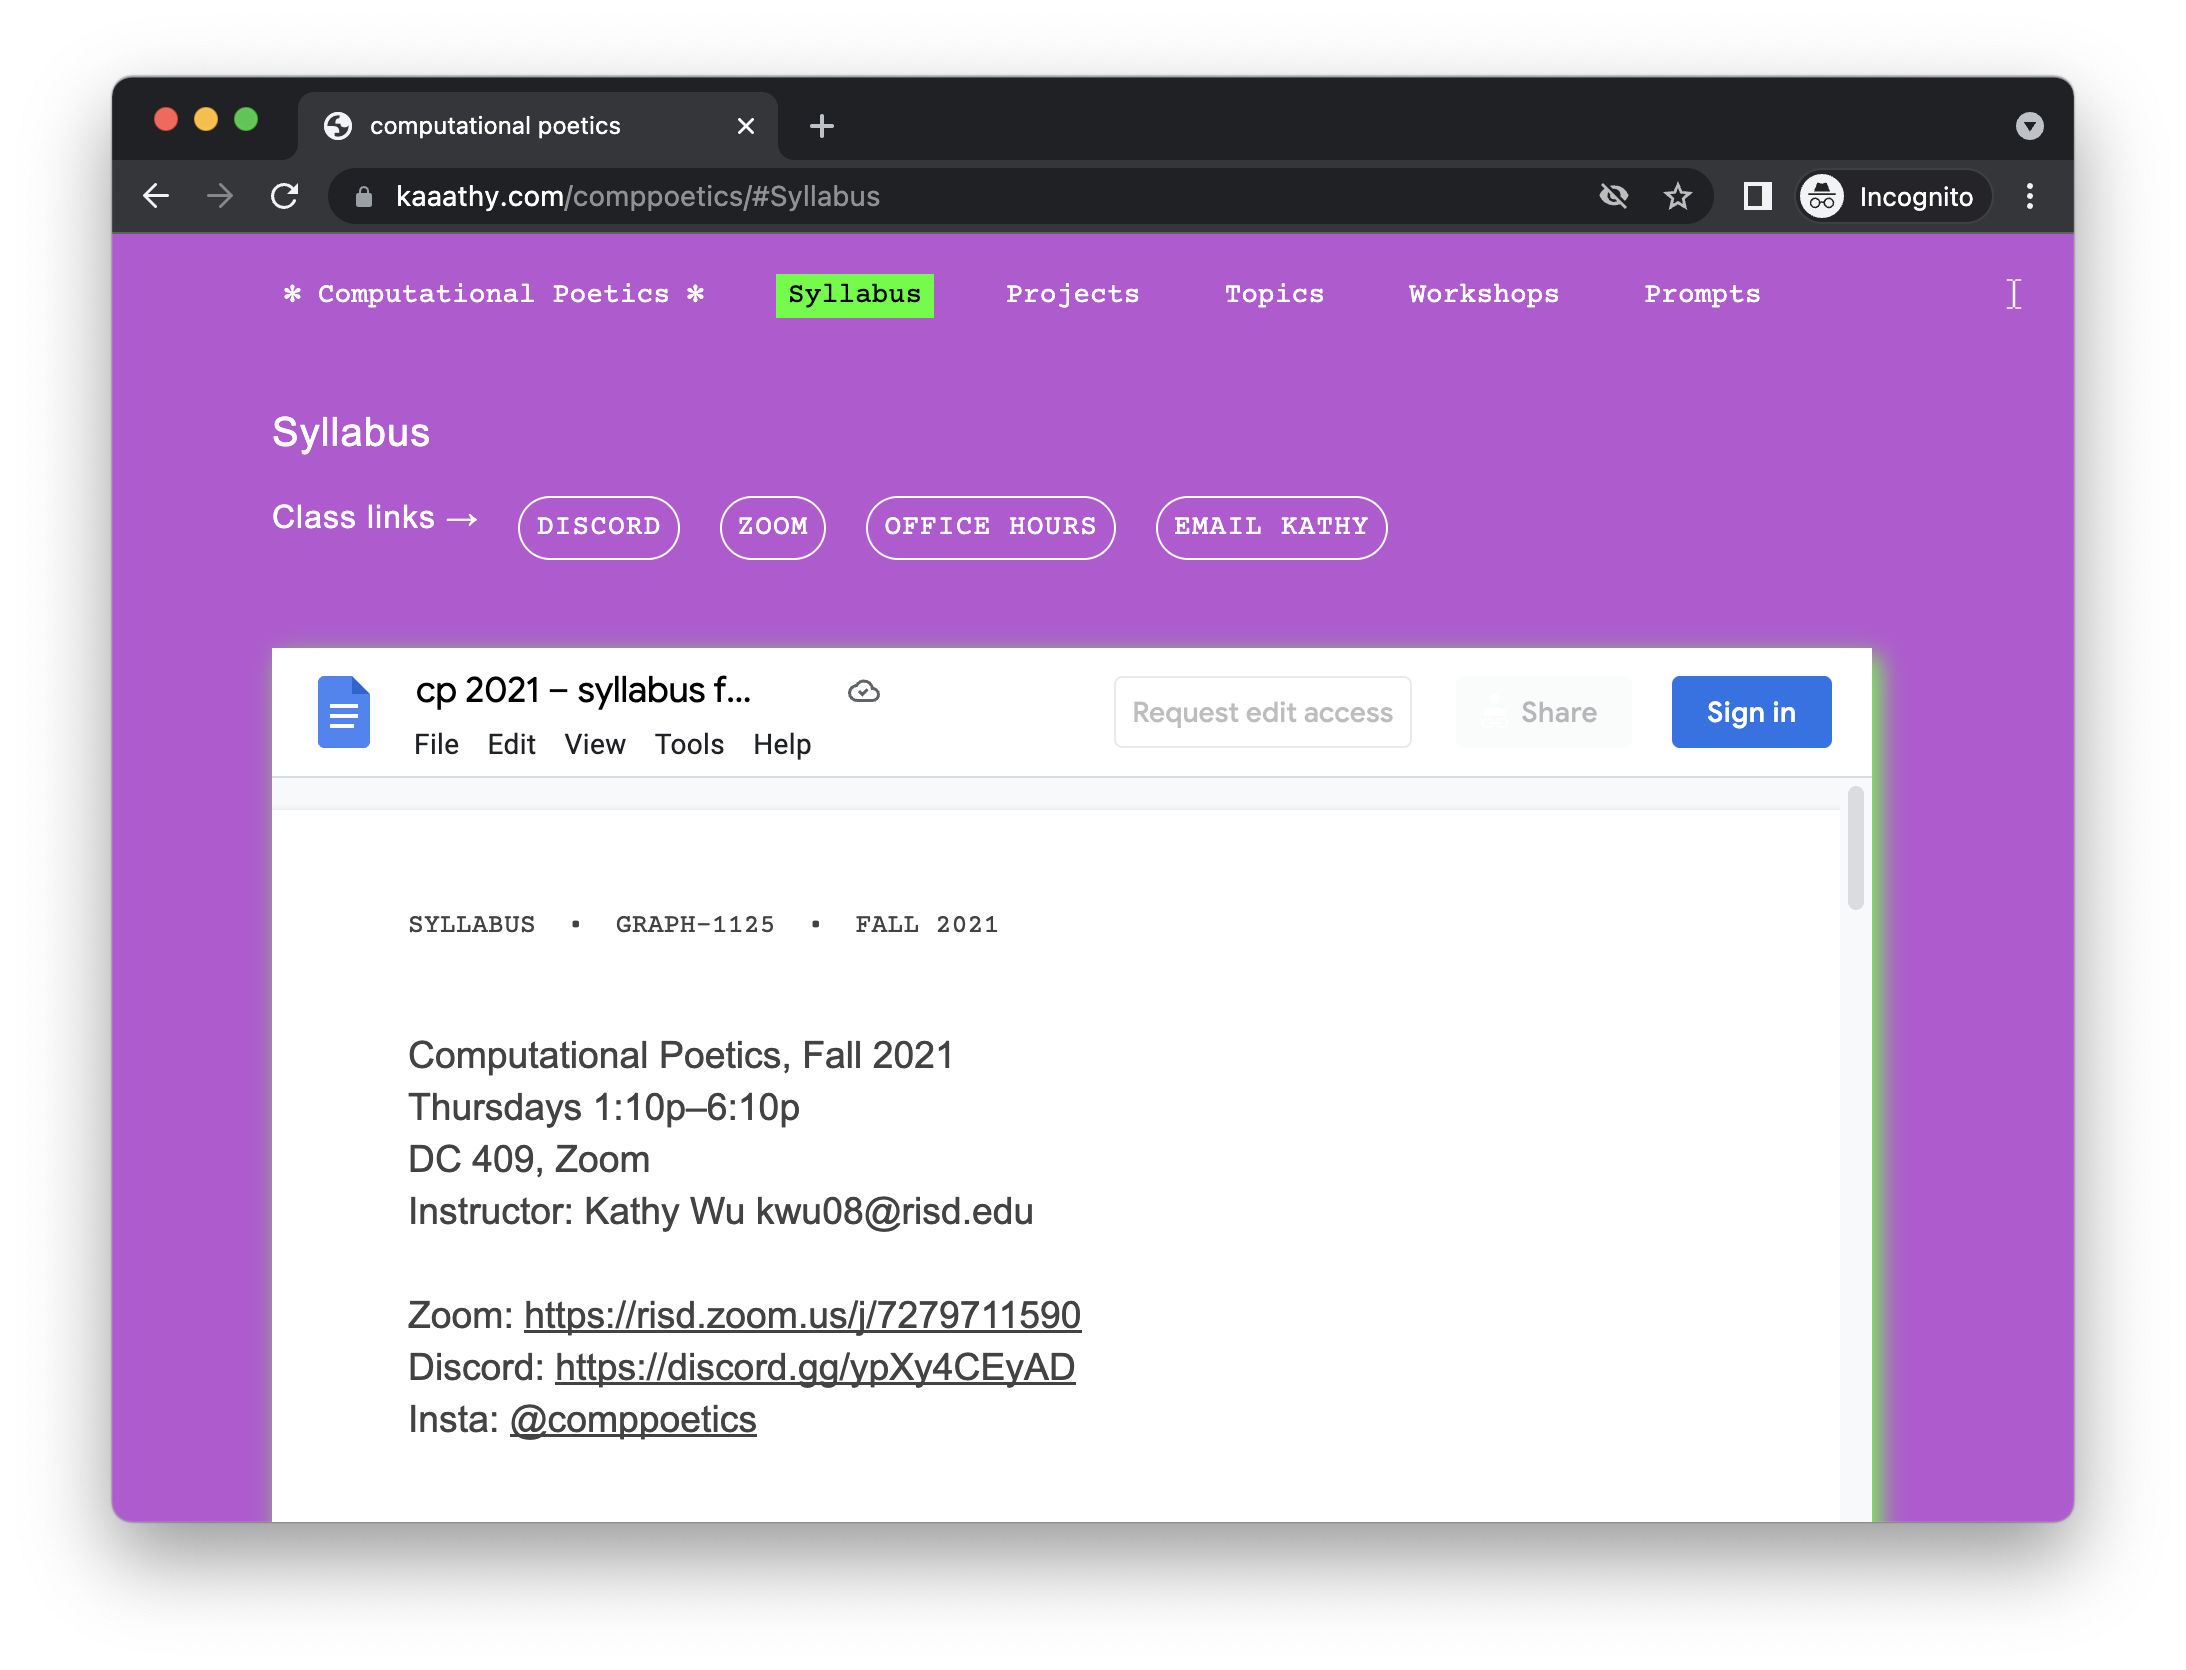 computational poetics
kaaathy.com/comppoetics/#Syllabus
Incognito
✻ Computational Poetics ✻ Syllabus Projects Topics Workshops Prompts
Syllabus
Class links → DISCORD ZOOM OFFICE HOURS EMAIL KATHY
cp 2021 – syllabus f...
Request edit access Share Sign in
File Edit View Tools Help
SYLLABUS • GRAPH-1125 • FALL 2021
Computational Poetics, Fall 2021
Thursdays 1:10p–6:10p
DC 409, Zoom
Instructor: Kathy Wu kwu08@risd.edu
Zoom: https://risd.zoom.us/j/7279711590
Discord: https://discord.gg/ypXy4CEyAD
Insta: @comppoetics